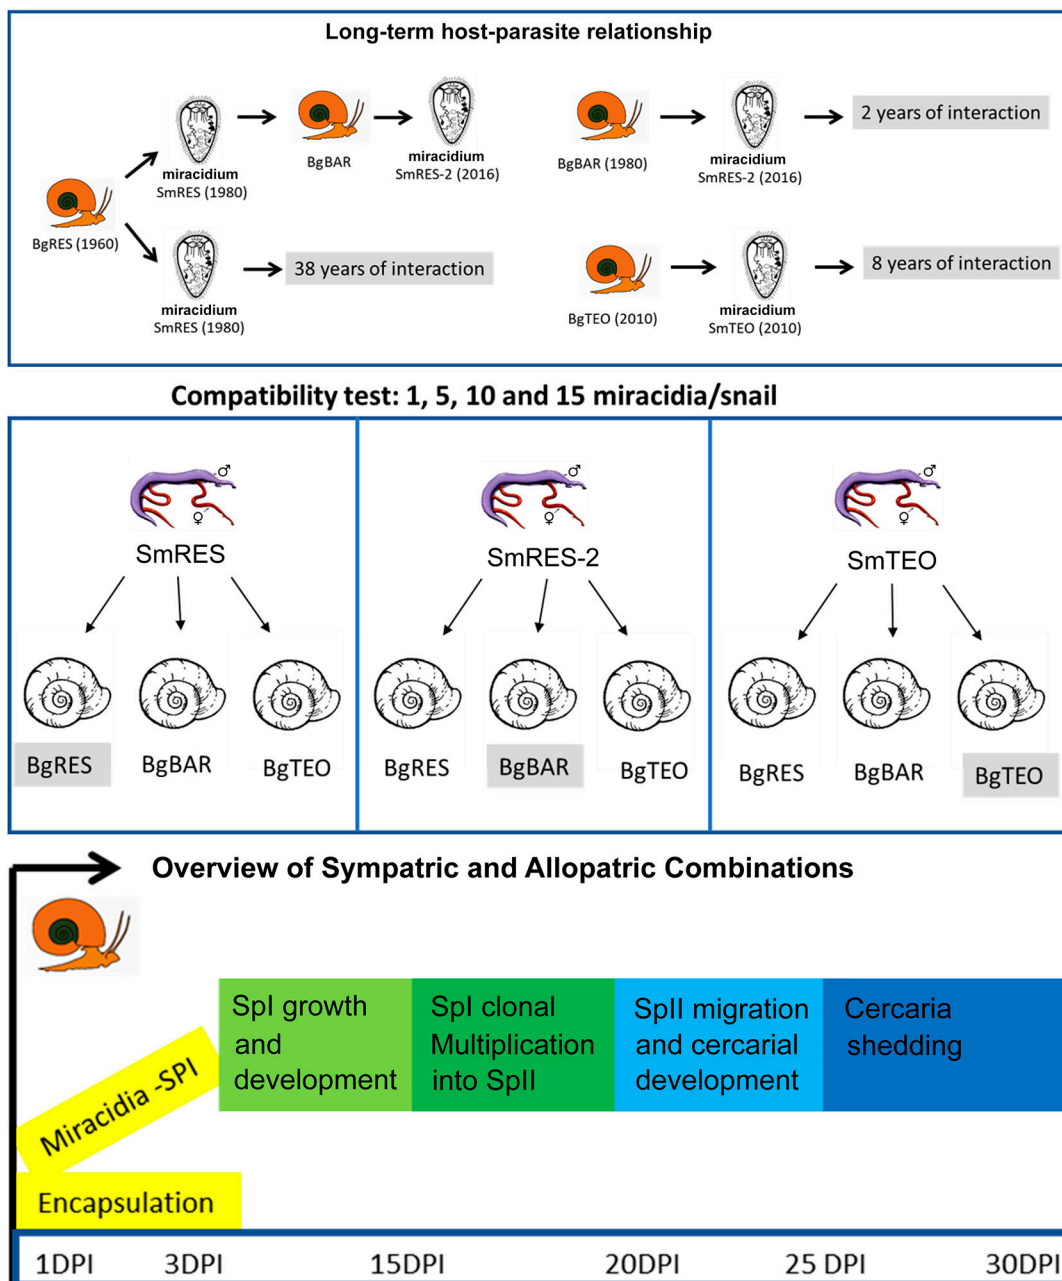 Long-term host-parasite relationship
miracidium
SmRES (1980)
BgBAR
miracidium
SmRES-2 (2016)
BgRES (1960)
miracidium
SmRES (1980)
38 years of interaction
BgBAR (1980)
miracidium
SmRES-2 (2016)
2 years of interaction
BgTEO (2010)
miracidium
SmTEO (2010)
8 years of interaction
Compatibility test: 1, 5, 10 and 15 miracidia/snail
♂
♀
SmRES
BgRES
BgBAR
BgTEO
♂
♀
SmRES-2
BgRES
BgBAR
BgTEO
♂
♀
SmTEO
BgRES
BgBAR
BgTEO
Overview of Sympatric and Allopatric Combinations
Miracidia -SPI
Encapsulation
SpI growth
and
development
SpI clonal
Multiplication
into SpII
SpII migration
and cercarial
development
Cercaria
shedding
1DPI 3DPI 15DPI 20DPI 25 DPI 30DPI